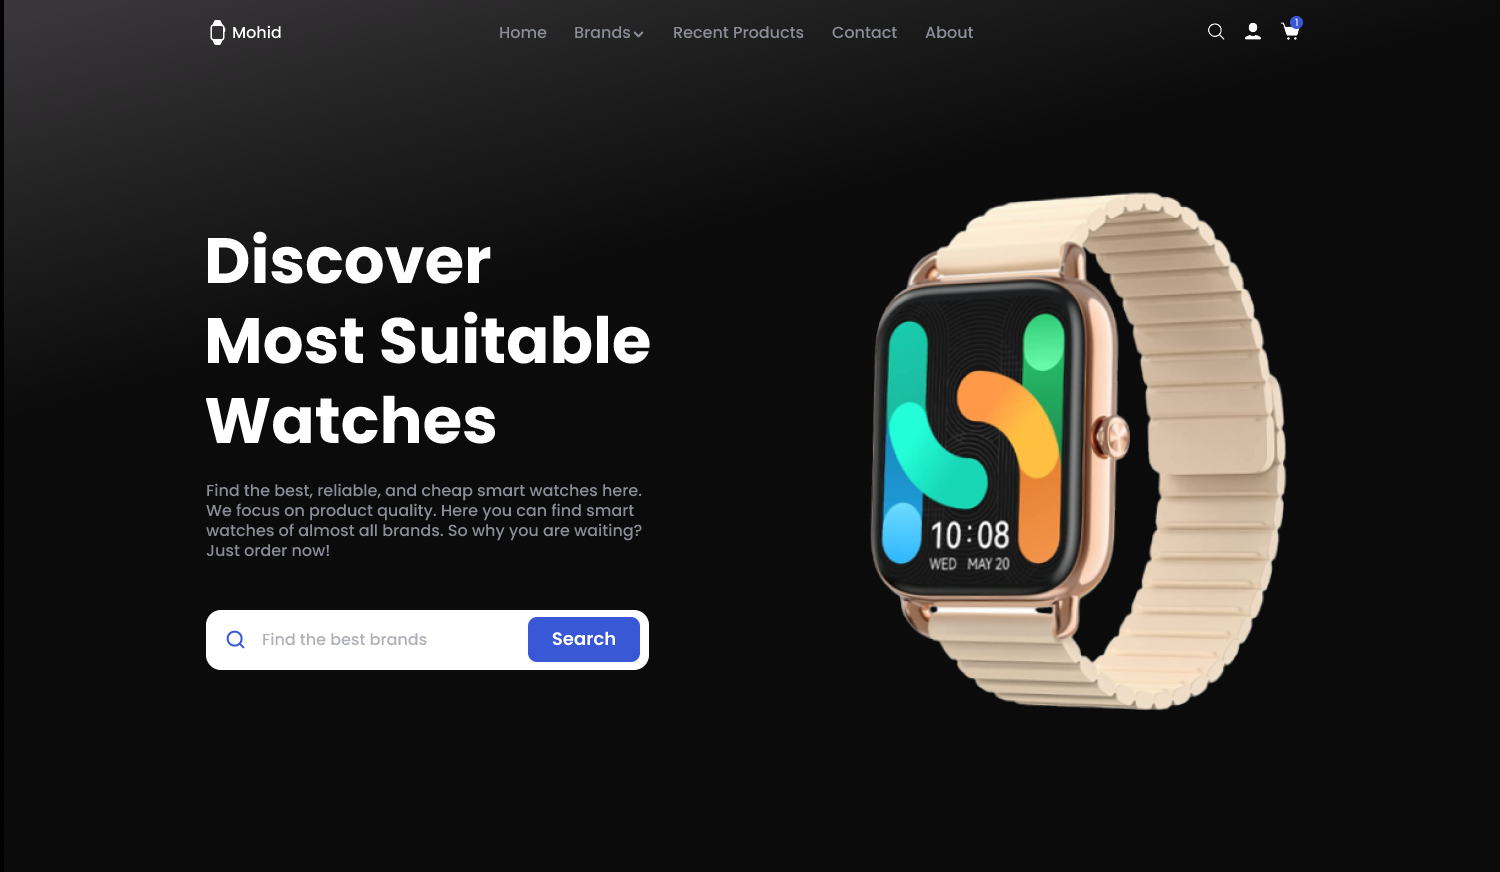 Mohid
Home
Brands
Recent Products
Contact
About
1
Discover
Most Suitable
Watches
Find the best, reliable, and cheap smart watches here.
We focus on product quality. Here you can find smart
watches of almost all brands. So why you are waiting?
Just order now!
Find the best brands
Search
10:08
WED MAY 20